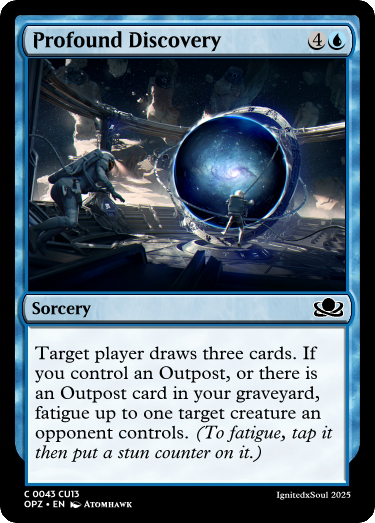 Profound Discovery 4
Sorcery
Target player draws three cards. If
you control an Outpost, or there is
an Outpost card in your graveyard,
fatigue up to one target creature an
opponent controls. (To fatigue, tap it
then put a stun counter on it.)
C 0043 CU13
OPZ • EN Atomhawk
IgnitedxSoul 2025